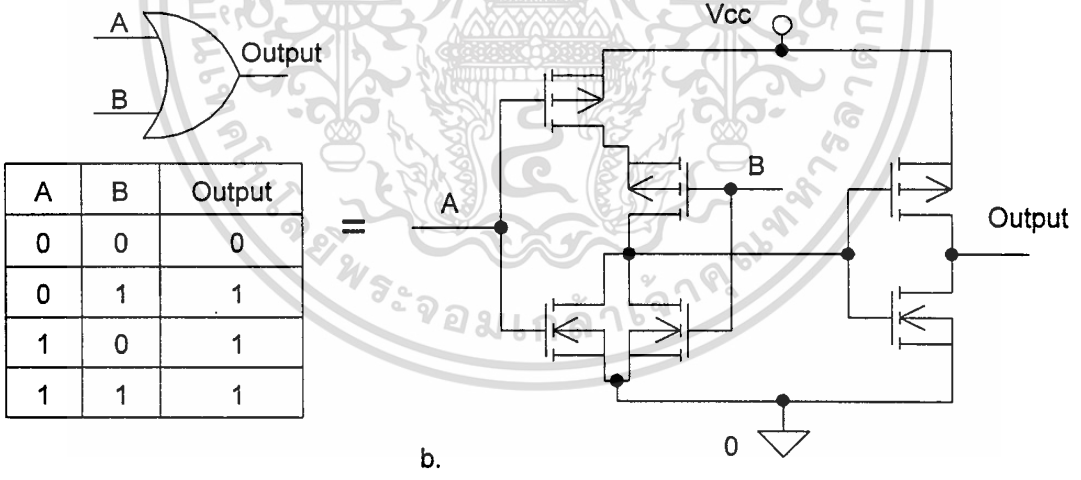 A
Output
B
A B Output
0 0 0
0 1 1
1 0 1
1 1 1
=
Vcc
A
B
Output
0
b.